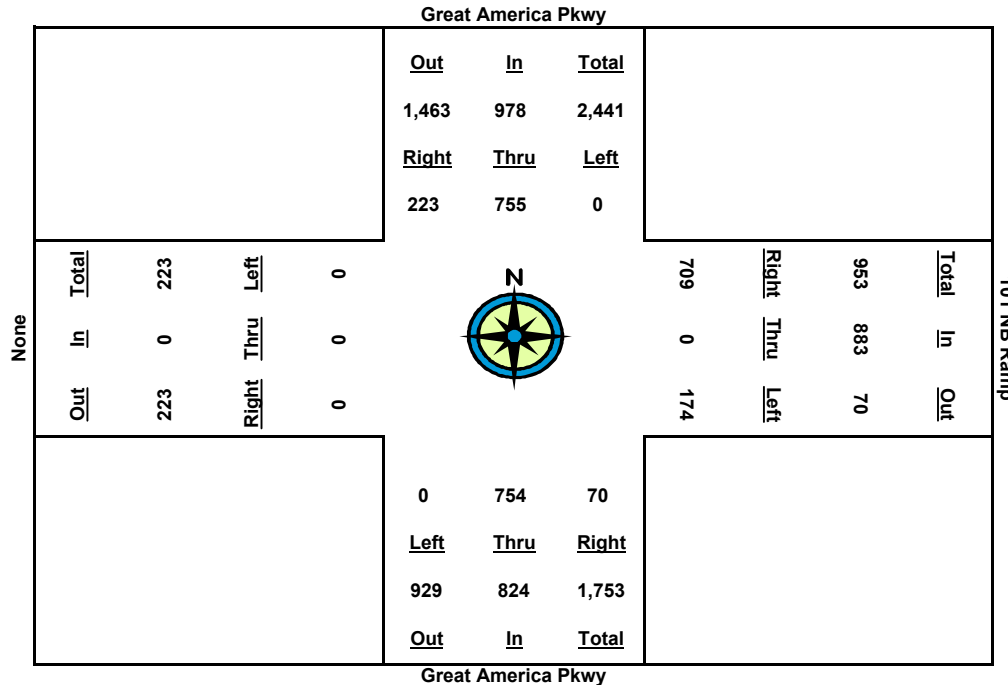 Great America Pkwy
Out In Total
1,463 978 2,441
Right Thru Left
223 755 0
None
Total 223 Left 0
In 0 Thru 0
Out 223 Right 0
N
709 Right 953 Total
0 Thru 883 In
174 Left 70 Out
101 NB Ramp
0 754 70
Left Thru Right
929 824 1,753
Out In Total
Great America Pkwy